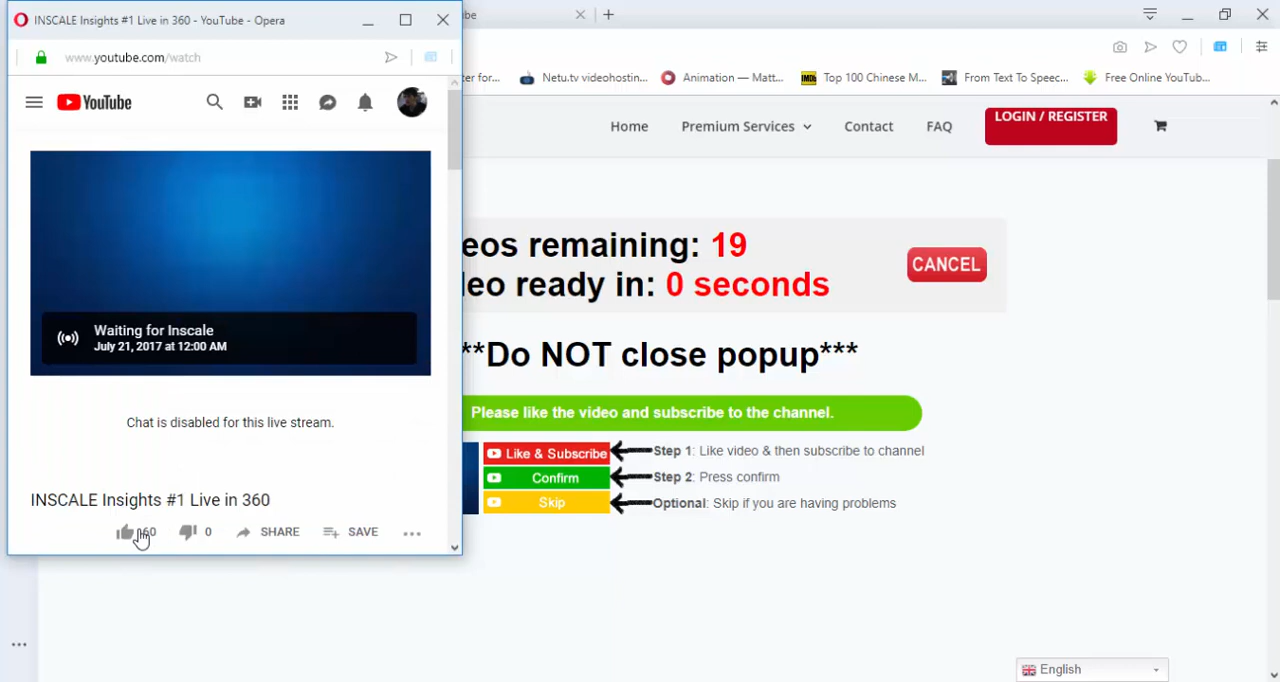 INSCALE Insights #1 Live in 360 - YouTube - Opera
be
www.youtube.com/watch
ter for...
Netu.tv videohostin...
Animation — Matt...
IMDb
Top 100 Chinese M...
From Text To Speec...
Free Online YouTub...
YouTube
Home
Premium Services
Contact
FAQ
LOGIN / REGISTER
eos remaining: 19
eo ready in: 0 seconds
CANCEL
Waiting for Inscale
July 21, 2017 at 12:00 AM
**Do NOT close popup***
Please like the video and subscribe to the channel.
Chat is disabled for this live stream.
Like & Subscribe
Step 1: Like video & then subscribe to channel
Confirm
Step 2: Press confirm
Skip
Optional: Skip if you are having problems
INSCALE Insights #1 Live in 360
0
SHARE
SAVE
English